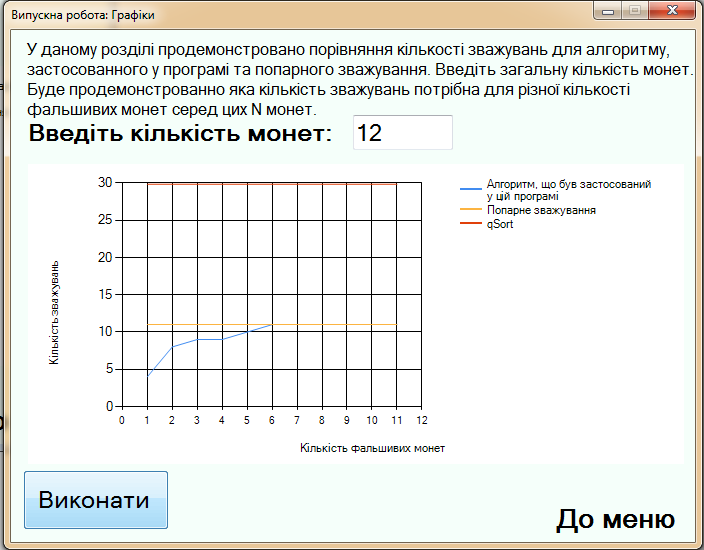 Випускна робота: Графіки
У даному розділі продемонстровано порівняння кількості зважувань для алгоритму,
застосованного у програмі та попарного зважування. Введіть загальну кількість монет.
Буде продемонстрованно яка кількість зважувань потрібна для різної кількості
фальшивих монет серед цих N монет.
Введіть кількість монет: 12
Алгоритм, що був застосований
у цій програмі
Попарне зважування
qSort
Кількість зважувань
30
25
20
15
10
5
0
0 1 2 3 4 5 6 7 8 9 10 11 12
Кількість фальшивих монет
Виконати
До меню